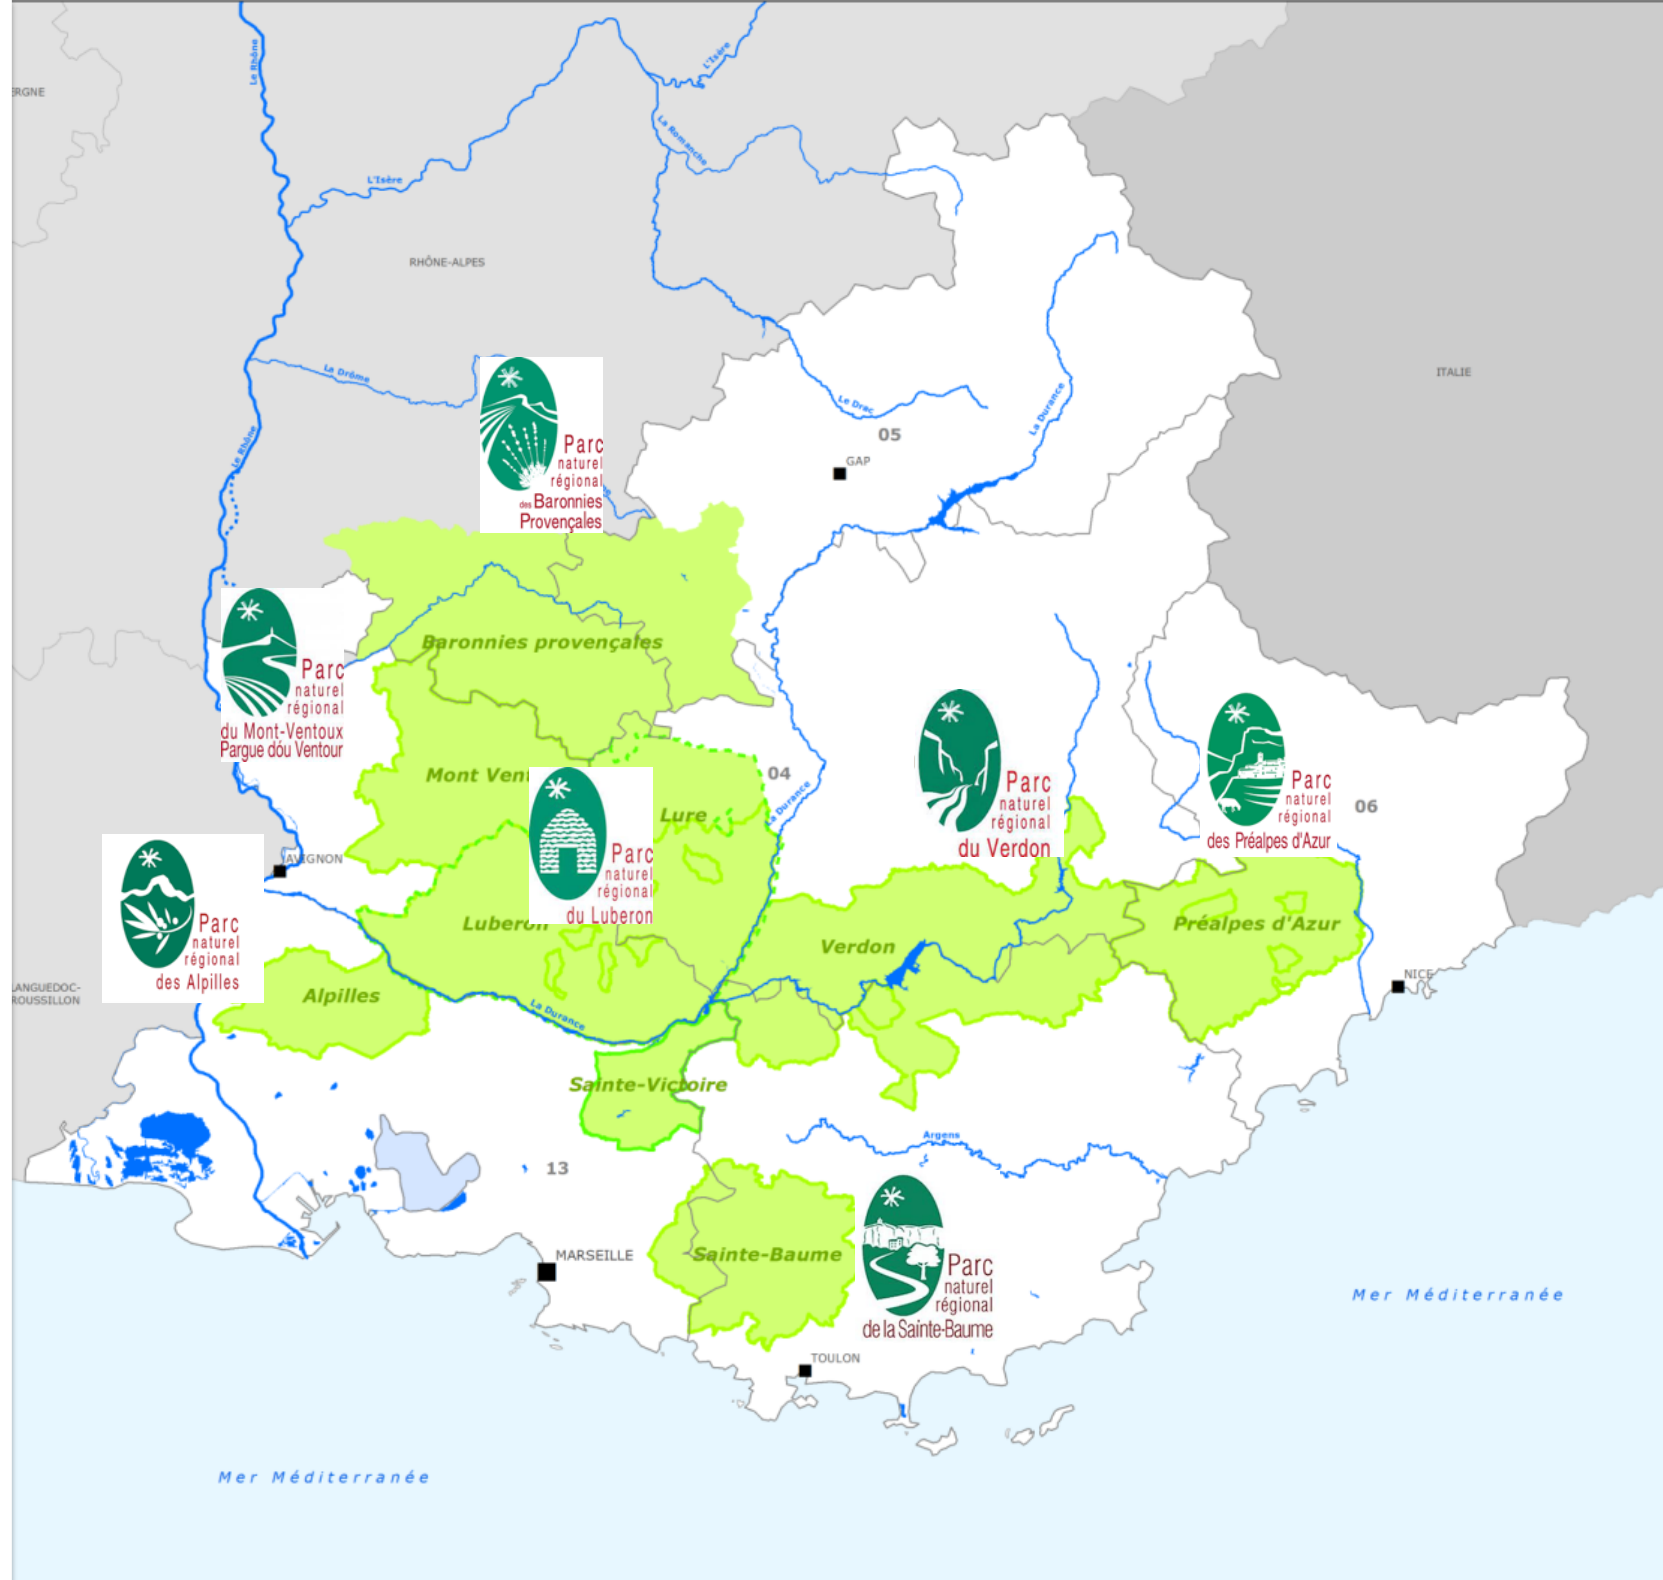 Le Rhône
L'Isère
ERGNE
La Romanche
L'Isère
RHÔNE-ALPES
ITALIE
La Drôme
Le Drac
La Durance
05
GAP
Le Rhône
Parc
naturel
régional
des Baronnies
Provençales
Baronnies provençales
Parc
naturel
régional
du Mont-Ventoux
Pargue dóu Ventour
Mont Vent
04
Lure
La Durance
Parc
naturel
régional
du Verdon
Parc
naturel
régional
des Préalpes d'Azur
06
AVIGNON
Parc
naturel
régional
du Luberon
Luberon
Parc
naturel
régional
des Alpilles
Verdon
Préalpes d'Azur
NICE
LANGUEDOC-
ROUSSILLON
Alpilles
La Durance
Sainte-Victoire
Argens
13
Parc
naturel
régional
de la Sainte-Baume
Sainte-Baume
MARSEILLE
Mer Méditerranée
TOULON
Mer Méditerranée